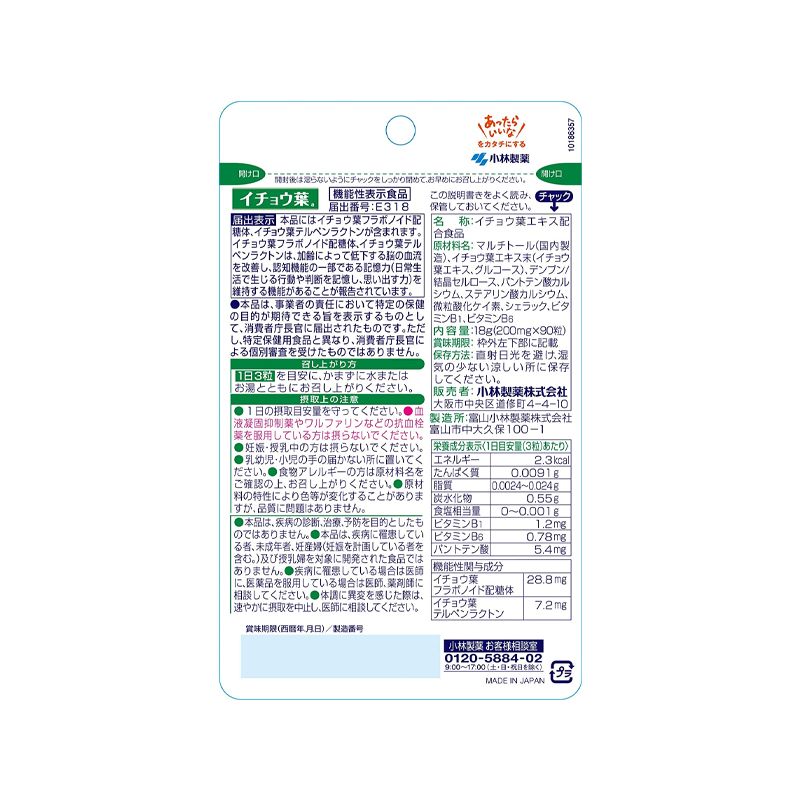 あったら
いいな
をカタチにする
小林製薬
10186357
開け口
開け口
開封後は湿らないようにチャックをしっかり閉めて、お早めにお召し上がりください。
イチョウ葉a
機能性表示食品
届出番号:E318
届出表示 本品にはイチョウ葉フラボノイド配
糖体、イチョウ葉テルペンラクトンが含まれます。
イチョウ葉フラボノイド配糖体、イチョウ葉テル
ペンラクトンは、加齢によって低下する脳の血流
を改善し、認知機能の一部である記憶力(日常生
活で生じる行動や判断を記憶し、思い出す力)を
維持する機能があることが報告されています。
●本品は、事業者の責任において特定の保健
の目的が期待できる旨を表示するものとし
て、消費者庁長官に届出されたものです。ただ
し、特定保健用食品と異なり、消費者庁長官に
よる個別審査を受けたものではありません。
召し上がり方
1日3粒を目安に、かまずに水または
お湯とともにお召し上がりください。
摂取上の注意
●1日の摂取目安量を守ってください。●血
液凝固抑制薬やワルファリンなどの抗血栓
薬を服用している方は摂らないでください。
●妊娠・授乳中の方は摂らないでください。
●乳幼児・小児の手の届かない所に置いてく
ださい。●食物アレルギーの方は原材料名を
ご確認の上、お召し上がりください。●原材
料の特性により色等が変化することがありま
すが、品質に問題はありません。
●本品は、疾病の診断、治療、予防を目的としたも
のではありません。●本品は、疾病に罹患してい
る者、未成年者、妊産婦(妊娠を計画している者を
含む。)及び授乳婦を対象に開発された食品では
ありません。●疾病に罹患している場合は医師
に、医薬品を服用している場合は医師、薬剤師に
相談してください。●体調に異変を感じた際は、
速やかに摂取を中止し、医師に相談してください。
この説明書きをよく読み、
保管しておいてください。
チャック
名 称:イチョウ葉エキス配
合食品
原材料名:マルチトール(国内製
造)、イチョウ葉エキス末(イチョ
ウ葉エキス、グルコース)、デンプン/
結晶セルロース、パントテン酸カル
シウム、ステアリン酸カルシウム、
微粒酸化ケイ素、シェラック、ビタ
ミンB1、ビタミンB6
内容量:18g(200mg×90粒)
賞味期限:枠外左下部に記載
保存方法:直射日光を避け、湿
気の少ない涼しい所に保存
してください。
販売者:小林製薬株式会社
大阪市中央区道修町4-4-10
製造所:富山小林製薬株式会社
富山市中大久保100-1
栄養成分表示(1日目安量(3粒)あたり)
エネルギー 2.3kcal
たんぱく質 0.0091g
脂質 0.0024~0.024g
炭水化物 0.55g
食塩相当量 0~0.001g
ビタミンB1 1.2mg
ビタミンB6 0.78mg
パントテン酸 5.4mg
機能性関与成分
イチョウ葉
フラボノイド配糖体 28.8mg
イチョウ葉
テルペンラクトン 7.2mg
賞味期限(西暦年.月.日)/製造番号
小林製薬 お客様相談室
0120-5884-02
9:00~17:00(土・日・祝日を除く)
MADE IN JAPAN
プラ